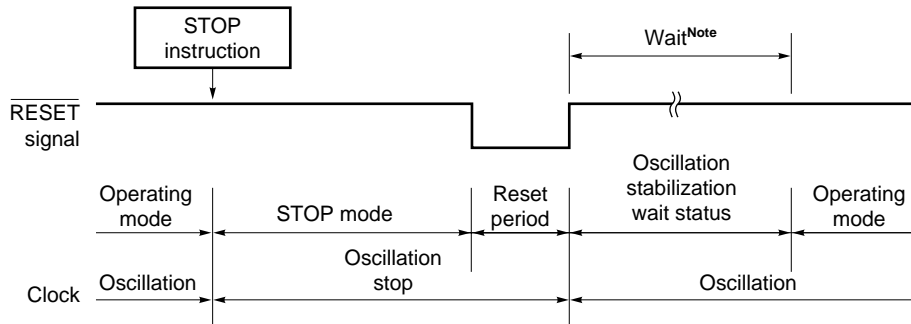 STOP
instruction
Wait Note
RESET
signal
Operating
mode
STOP mode
Reset
period
Oscillation
stabilization
wait status
Operating
mode
Clock
Oscillation
Oscillation
stop
Oscillation